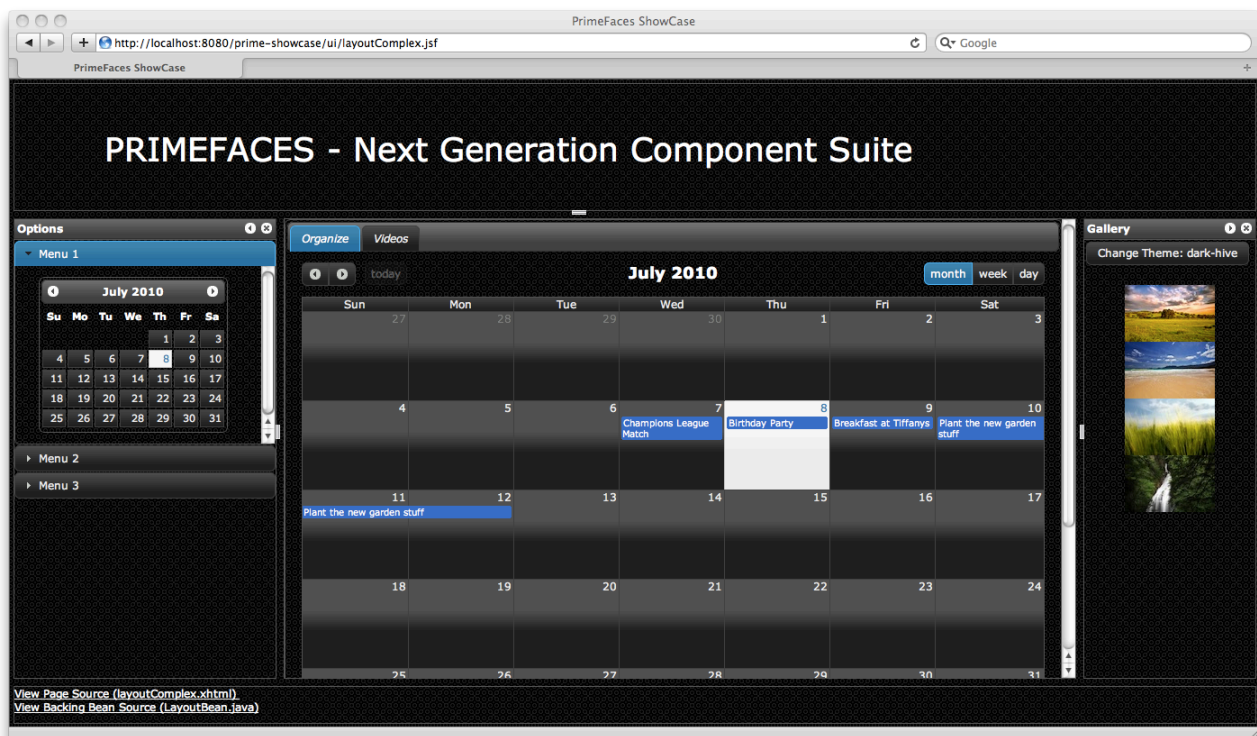 PrimeFaces ShowCase
http://localhost:8080/prime-showcase/ui/layoutComplex.jsf
Google
PrimeFaces ShowCase
PRIMEFACES - Next Generation Component Suite
Options
Menu 1
July 2010
Su Mo Tu We Th Fr Sa
1 2 3
4 5 6 7 8 9 10
11 12 13 14 15 16 17
18 19 20 21 22 23 24
25 26 27 28 29 30 31
Menu 2
Menu 3
Organize Videos
today
July 2010
month week day
Sun Mon Tue Wed Thu Fri Sat
27 28 29 30 1 2 3
4 5 6 7 8 9 10
Champions League
Match
Birthday Party
Breakfast at Tiffanys
Plant the new garden
stuff
11 12 13 14 15 16 17
Plant the new garden stuff
18 19 20 21 22 23 24
25 26 27 28 29 30 31
Gallery
Change Theme: dark-hive
View Page Source (layoutComplex.xhtml)
View Backing Bean Source (LayoutBean.java)